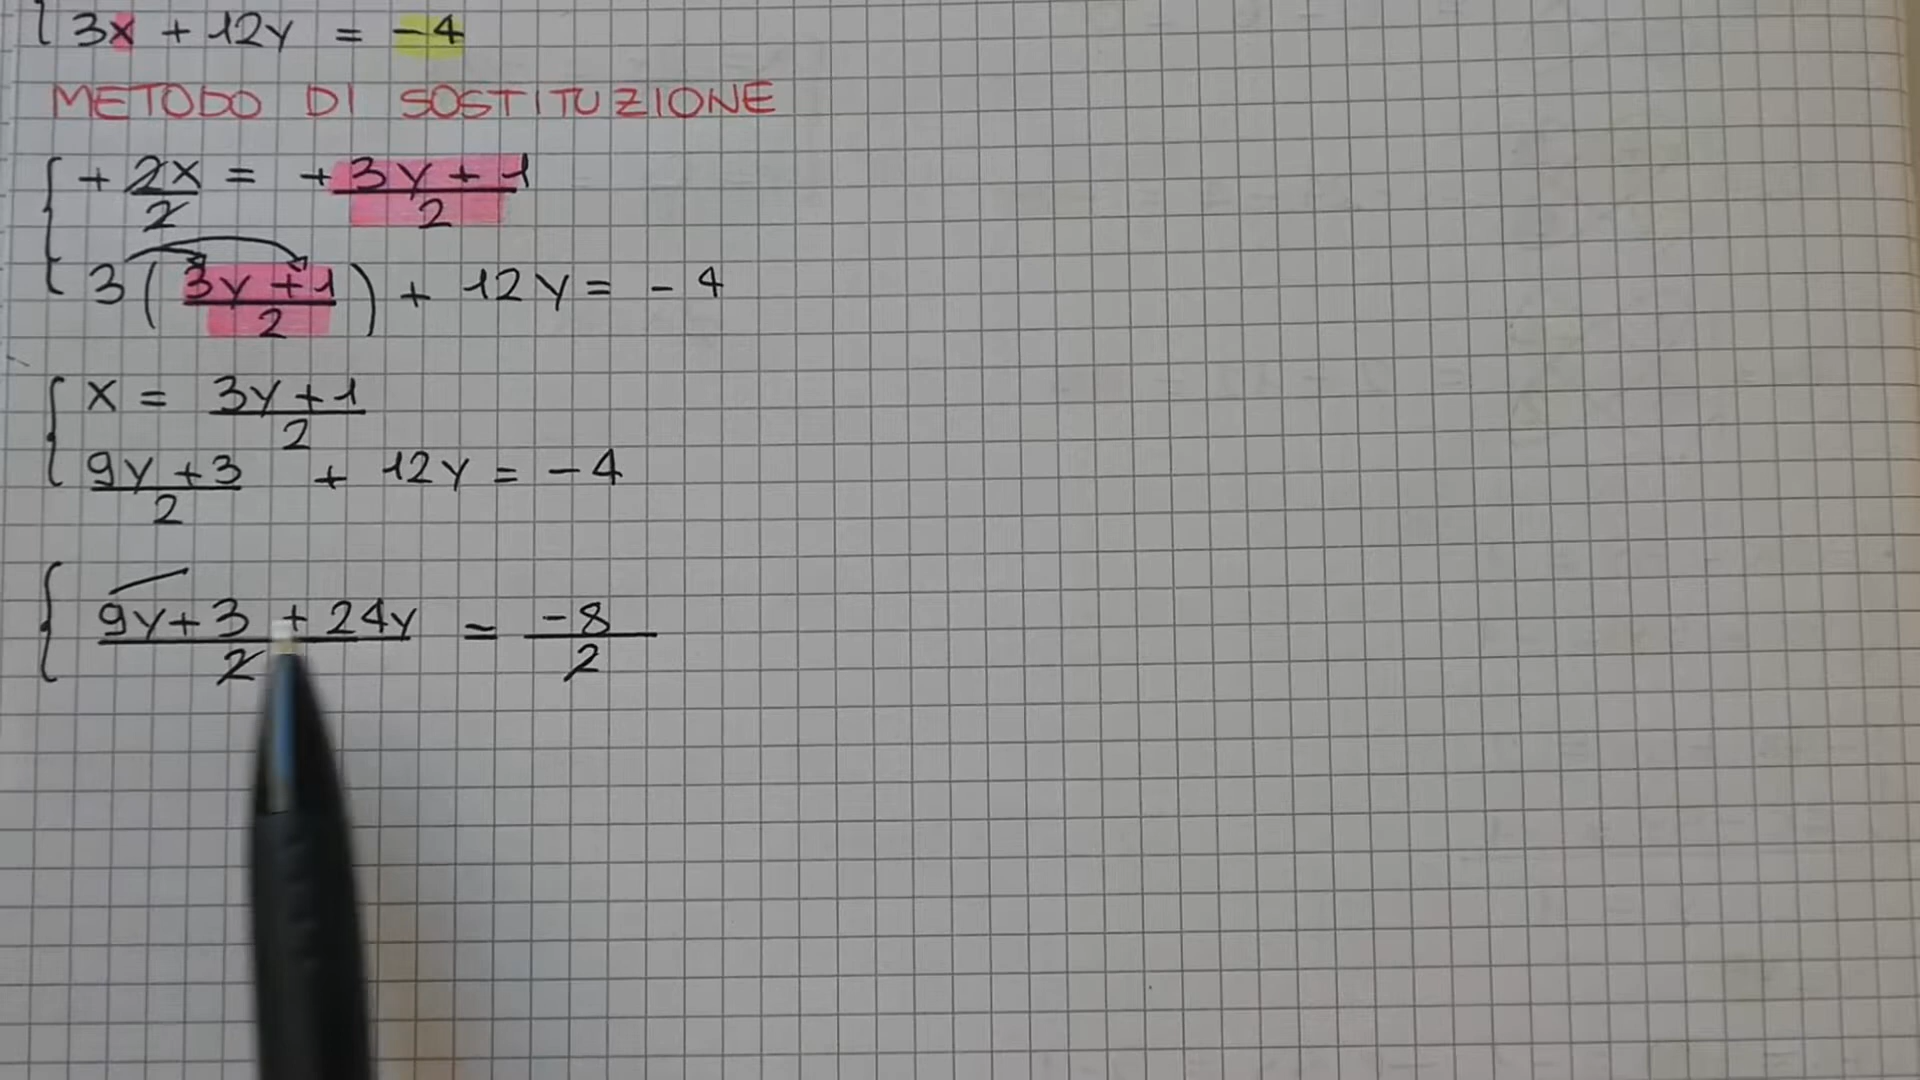 { 3x + 12y = -4
METODO DI SOSTITUZIONE
{ + 2x/2 = + 3y + 1/2
{ 3 (3y + 1/2) + 12y = - 4
{ x = 3y + 1/2
{ 9y + 3/2 + 12y = - 4
{ 9y + 3 + 24y/2 = -8/2